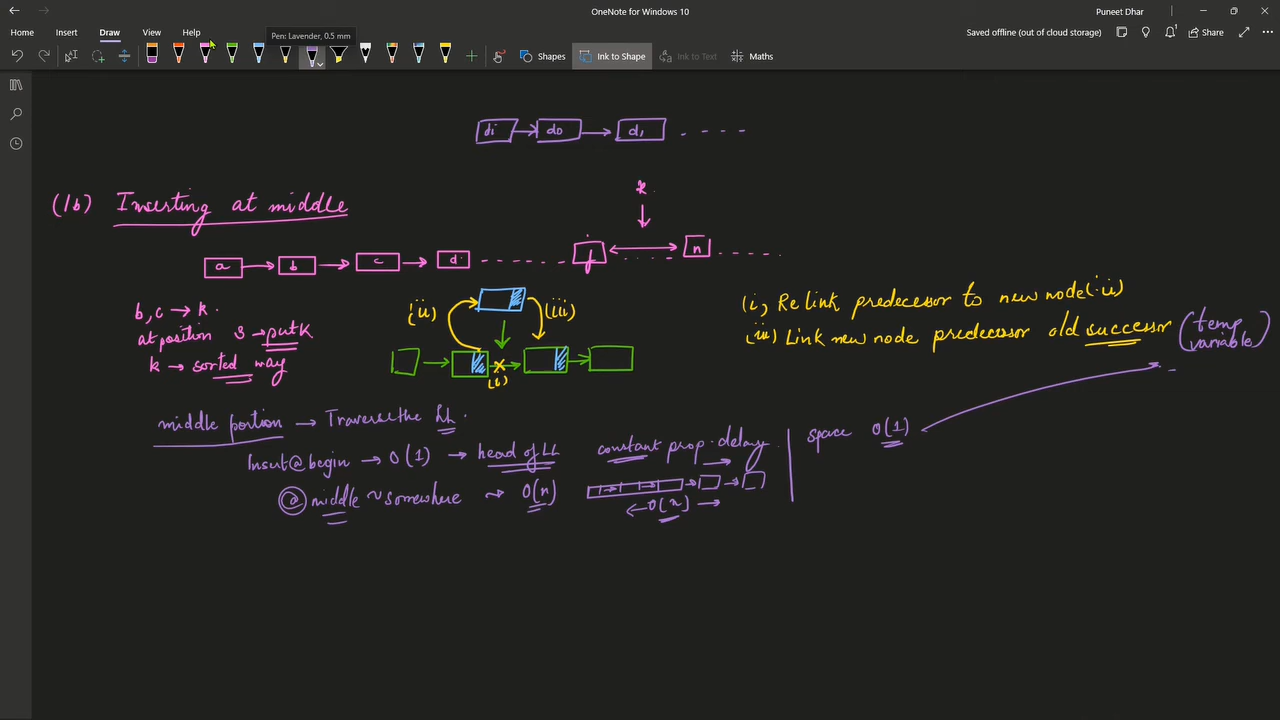 OneNote for Windows 10
Puneet Dhar
Home Insert Draw View Help
Pen: Lavender, 0.5 mm
Saved offline (out of cloud storage)
Share
Shapes
Ink to Shape
Ink to Text
Maths
di do d1
(1b) Inserting at middle
k
a b c d f n
b, c → k.
at position 3 → put k
k → sorted way
(ii) (iii)
(i)
(i) Relink predecessor to new node (ii)
(iii) Link new node predecessor old successor (temp variable)
middle portion → Traverse the LL.
Insert @ begin → O(1) → head of LL constant prop. delay
space O(1)
@ middle ~ somewhere → O(n)
O(n)